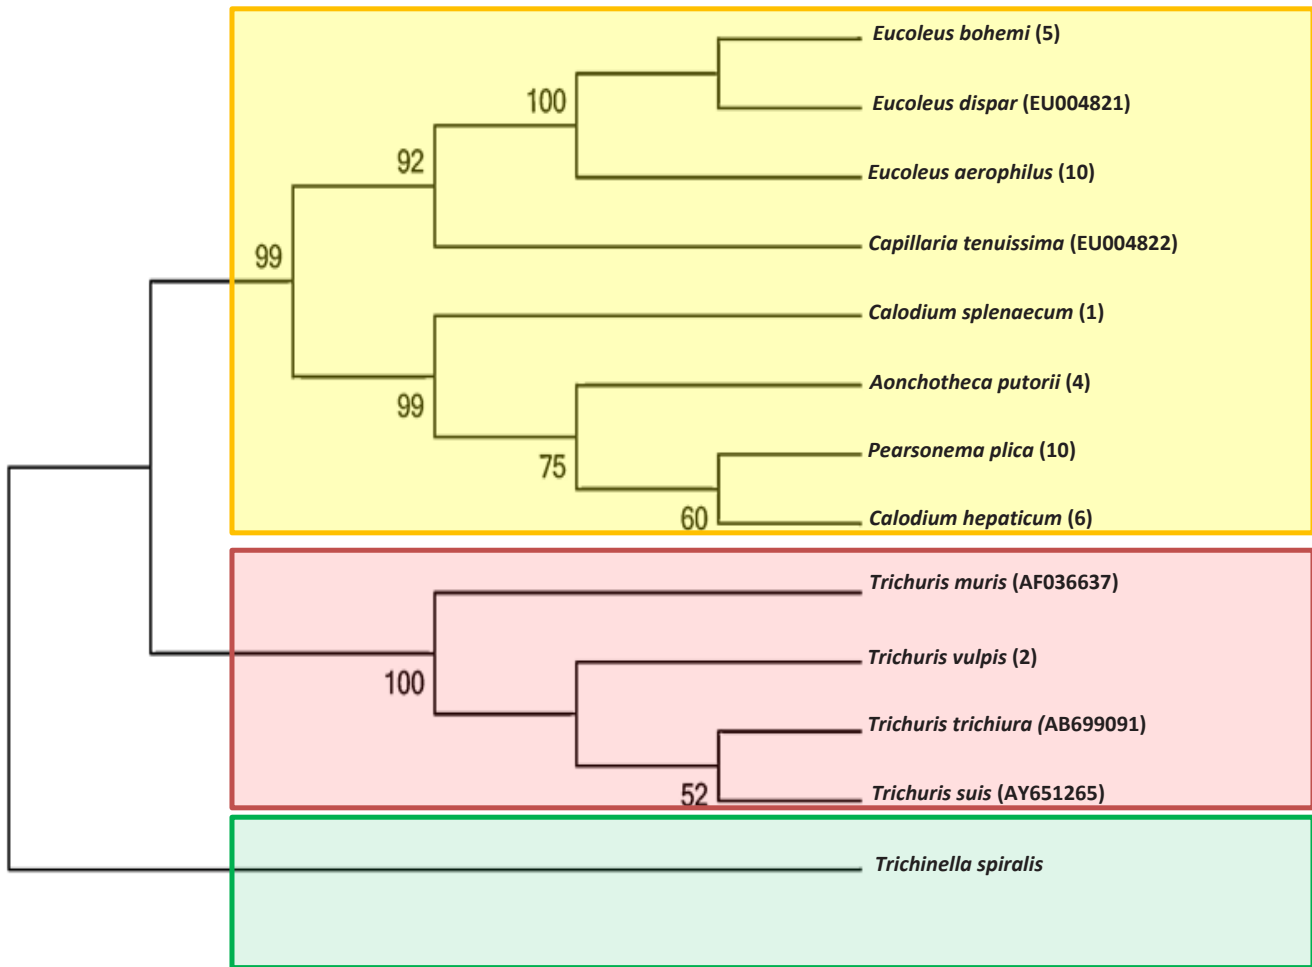 Eucoleus bohemi (5)
100
Eucoleus dispar (EU004821)
92
Eucoleus aerophilus (10)
99
Capillaria tenuissima (EU004822)
Calodium splenaecum (1)
99
Aonchotheca putorii (4)
75
Pearsonema plica (10)
60
Calodium hepaticum (6)
Trichuris muris (AF036637)
100
Trichuris vulpis (2)
Trichuris trichiura (AB699091)
52
Trichuris suis (AY651265)
Trichinella spiralis